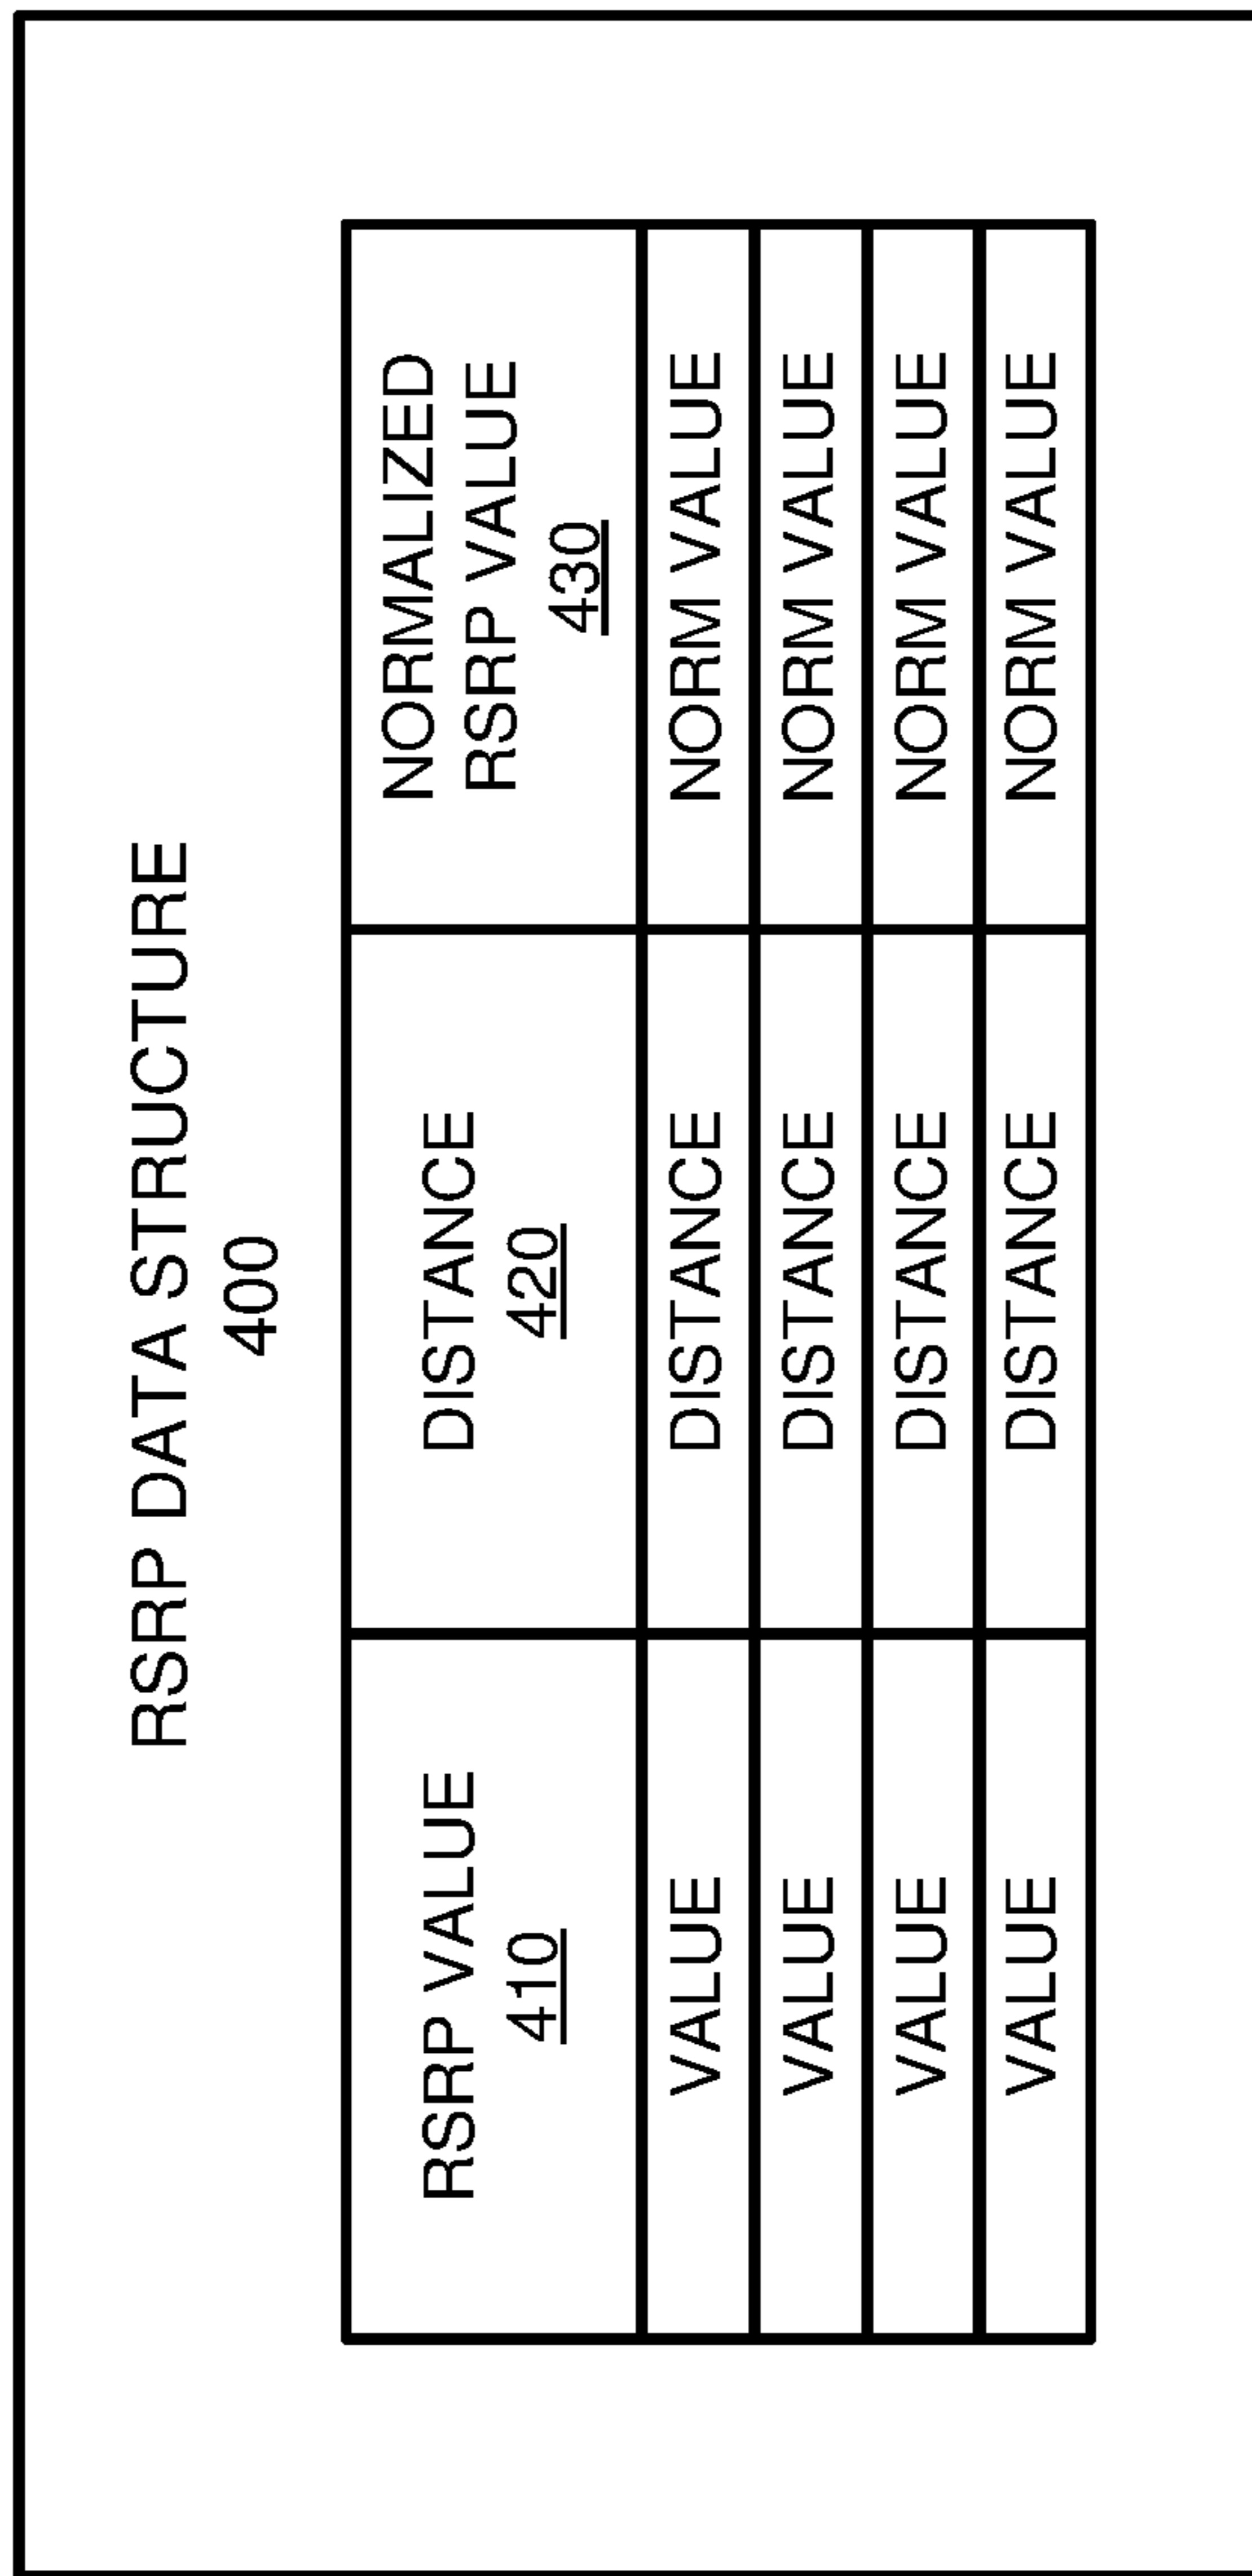 RSRP DATA STRUCTURE
400
RSRP VALUE
410
DISTANCE
420
NORMALIZED
RSRP VALUE
430
VALUE
DISTANCE
NORM VALUE
VALUE
DISTANCE
NORM VALUE
VALUE
DISTANCE
NORM VALUE
VALUE
DISTANCE
NORM VALUE